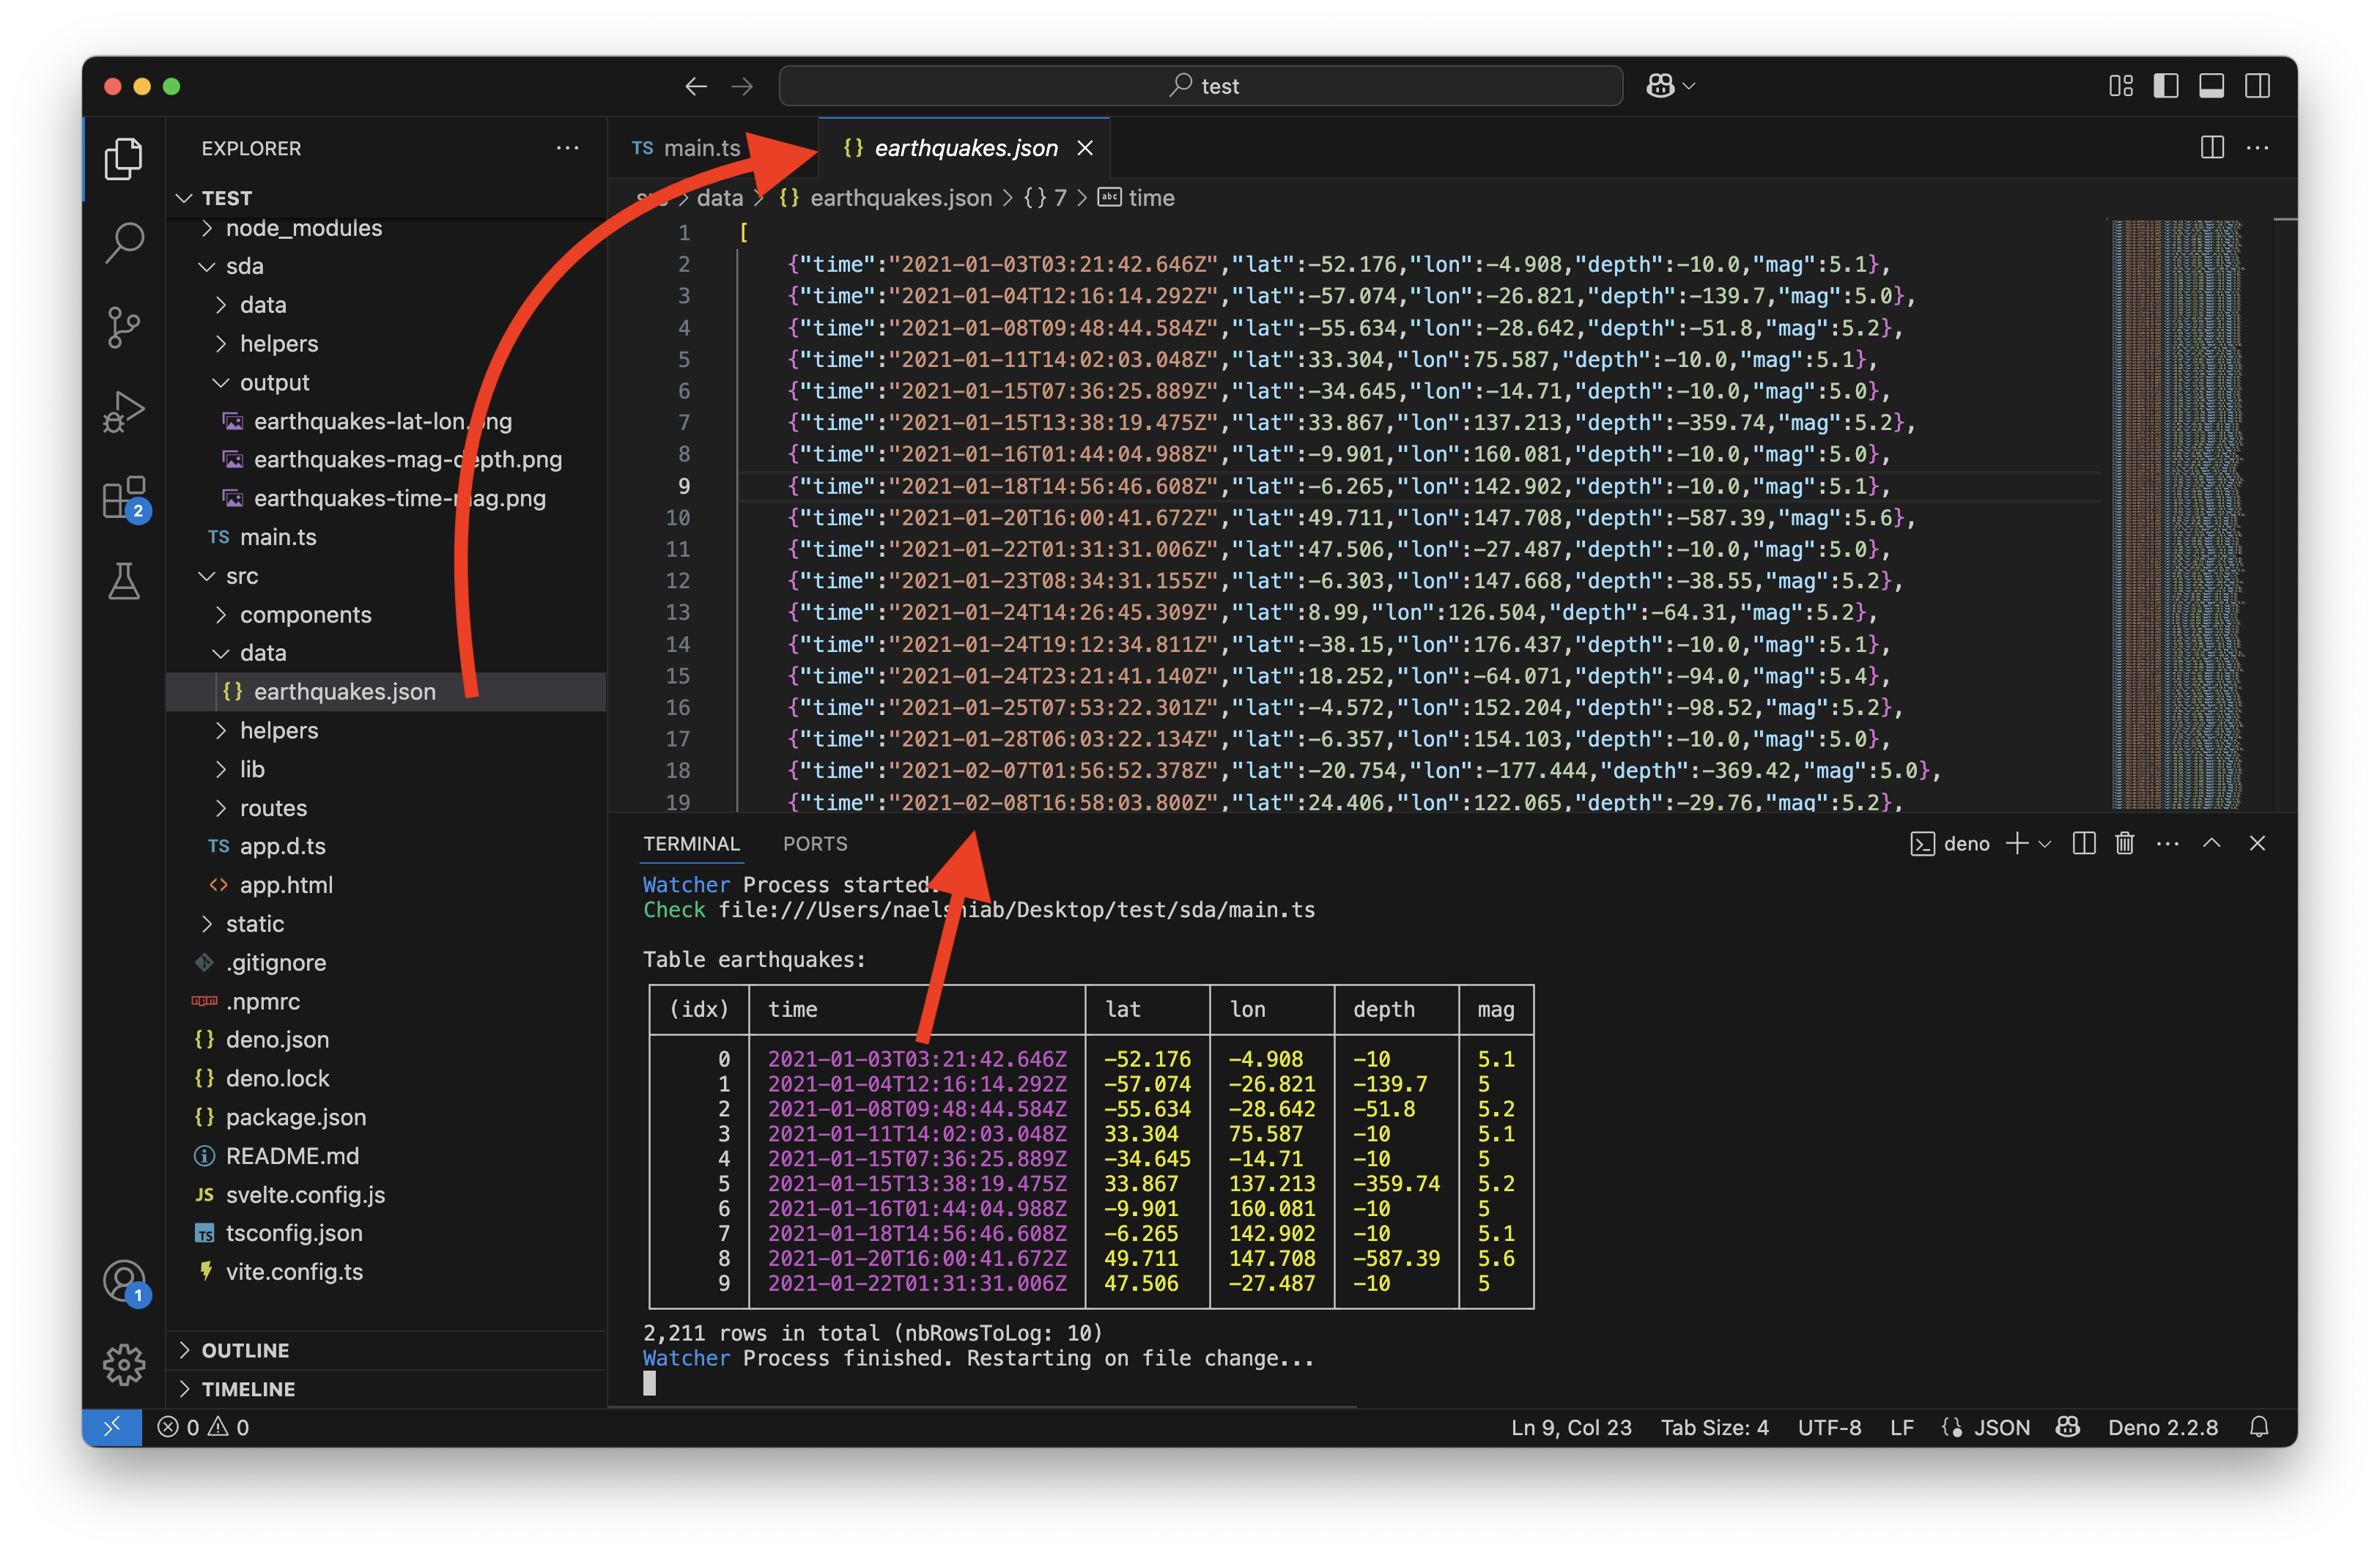 test
EXPLORER
TEST
node_modules
sda
data
helpers
output
earthquakes-lat-lon.png
earthquakes-mag-depth.png
earthquakes-time-mag.png
TS main.ts
src
components
data
{} earthquakes.json
helpers
lib
routes
TS app.d.ts
<> app.html
static
.gitignore
npm .npmrc
{} deno.json
{} deno.lock
{} package.json
README.md
JS svelte.config.js
TS tsconfig.json
vite.config.ts
OUTLINE
TIMELINE
2
1
TS main.ts
{} earthquakes.json
src > data > {} earthquakes.json > {} 7 > abc time
1 [
2 {"time":"2021-01-03T03:21:42.646Z","lat":-52.176,"lon":-4.908,"depth":-10.0,"mag":5.1},
3 {"time":"2021-01-04T12:16:14.292Z","lat":-57.074,"lon":-26.821,"depth":-139.7,"mag":5.0},
4 {"time":"2021-01-08T09:48:44.584Z","lat":-55.634,"lon":-28.642,"depth":-51.8,"mag":5.2},
5 {"time":"2021-01-11T14:02:03.048Z","lat":33.304,"lon":75.587,"depth":-10.0,"mag":5.1},
6 {"time":"2021-01-15T07:36:25.889Z","lat":-34.645,"lon":-14.71,"depth":-10.0,"mag":5.0},
7 {"time":"2021-01-15T13:38:19.475Z","lat":33.867,"lon":137.213,"depth":-359.74,"mag":5.2},
8 {"time":"2021-01-16T01:44:04.988Z","lat":-9.901,"lon":160.081,"depth":-10.0,"mag":5.0},
9 {"time":"2021-01-18T14:56:46.608Z","lat":-6.265,"lon":142.902,"depth":-10.0,"mag":5.1},
10 {"time":"2021-01-20T16:00:41.672Z","lat":49.711,"lon":147.708,"depth":-587.39,"mag":5.6},
11 {"time":"2021-01-22T01:31:31.006Z","lat":47.506,"lon":-27.487,"depth":-10.0,"mag":5.0},
12 {"time":"2021-01-23T08:34:31.155Z","lat":-6.303,"lon":147.668,"depth":-38.55,"mag":5.2},
13 {"time":"2021-01-24T14:26:45.309Z","lat":8.99,"lon":126.504,"depth":-64.31,"mag":5.2},
14 {"time":"2021-01-24T19:12:34.811Z","lat":-38.15,"lon":176.437,"depth":-10.0,"mag":5.1},
15 {"time":"2021-01-24T23:21:41.140Z","lat":18.252,"lon":-64.071,"depth":-94.0,"mag":5.4},
16 {"time":"2021-01-25T07:53:22.301Z","lat":-4.572,"lon":152.204,"depth":-98.52,"mag":5.2},
17 {"time":"2021-01-28T06:03:22.134Z","lat":-6.357,"lon":154.103,"depth":-10.0,"mag":5.0},
18 {"time":"2021-02-07T01:56:52.378Z","lat":-20.754,"lon":-177.444,"depth":-369.42,"mag":5.0},
19 {"time":"2021-02-08T16:58:03.800Z","lat":24.406,"lon":122.065,"depth":-29.76,"mag":5.2},
TERMINAL PORTS deno
Watcher Process started.
Check file:///Users/naelshiab/Desktop/test/sda/main.ts
Table earthquakes:
(idx) time lat lon depth mag
0 2021-01-03T03:21:42.646Z -52.176 -4.908 -10 5.1
1 2021-01-04T12:16:14.292Z -57.074 -26.821 -139.7 5
2 2021-01-08T09:48:44.584Z -55.634 -28.642 -51.8 5.2
3 2021-01-11T14:02:03.048Z 33.304 75.587 -10 5.1
4 2021-01-15T07:36:25.889Z -34.645 -14.71 -10 5
5 2021-01-15T13:38:19.475Z 33.867 137.213 -359.74 5.2
6 2021-01-16T01:44:04.988Z -9.901 160.081 -10 5
7 2021-01-18T14:56:46.608Z -6.265 142.902 -10 5.1
8 2021-01-20T16:00:41.672Z 49.711 147.708 -587.39 5.6
9 2021-01-22T01:31:31.006Z 47.506 -27.487 -10 5
2,211 rows in total (nbRowsToLog: 10)
Watcher Process finished. Restarting on file change...
0 0 Ln 9, Col 23 Tab Size: 4 UTF-8 LF JSON Deno 2.2.8